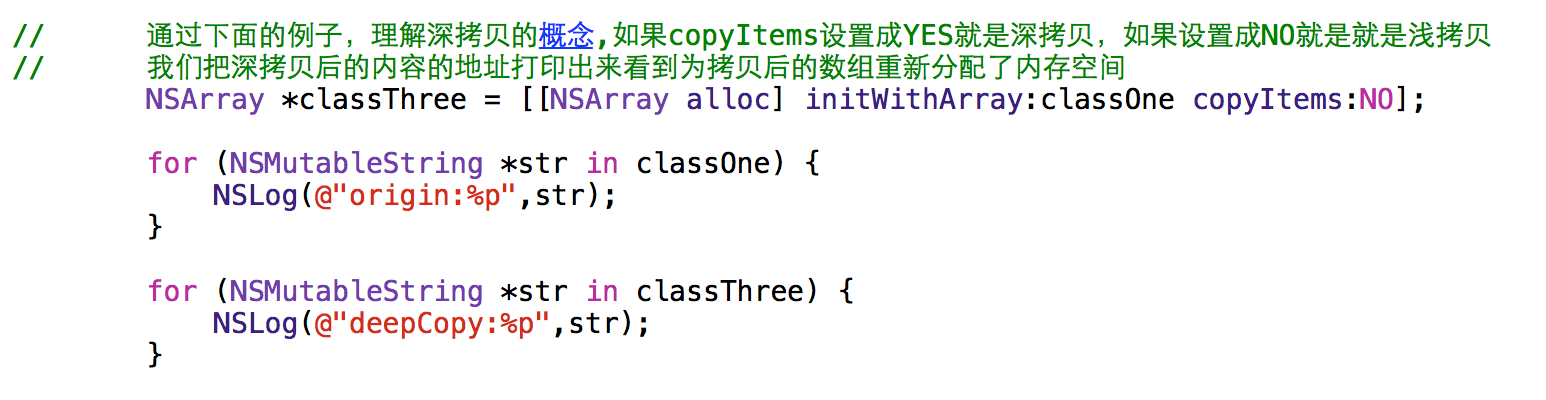 //      通过下面的例子，理解深拷贝的概念,如果copyItems设置成YES就是深拷贝，如果设置成NO就是就是浅拷贝
//      我们把深拷贝后的内容的地址打印出来看到为拷贝后的数组重新分配了内存空间
        NSArray *classThree = [[NSArray alloc] initWithArray:classOne copyItems:NO];
        for (NSMutableString *str in classOne) {
            NSLog(@"origin:%p",str);
        }
        for (NSMutableString *str in classThree) {
            NSLog(@"deepCopy:%p",str);
        }